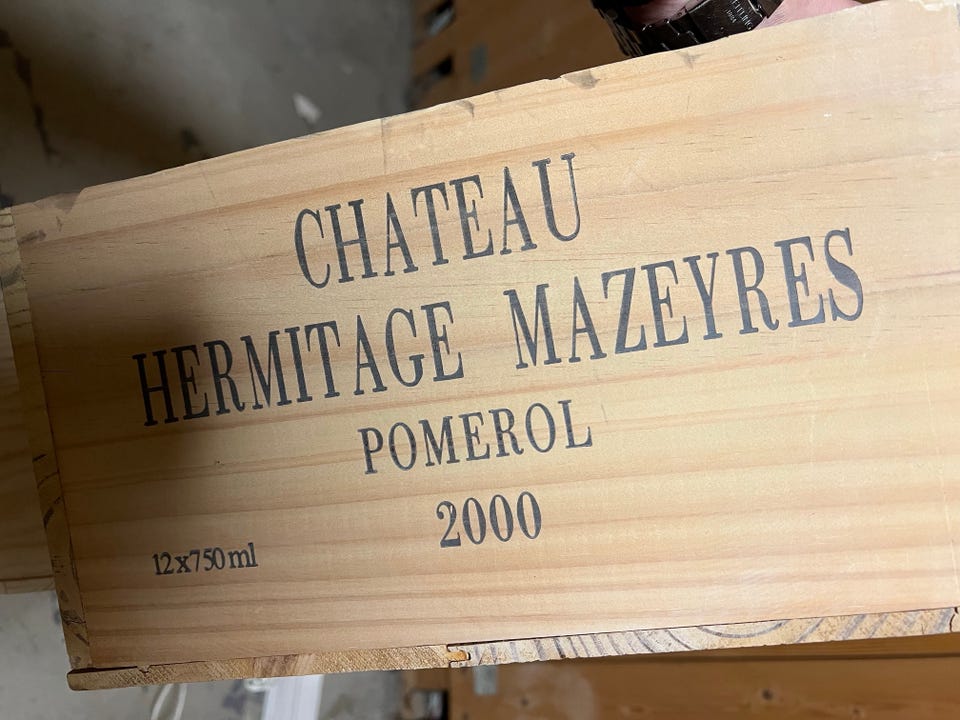 CHATEAU
HERMITAGE MAZEYRES
POMEROL
2000
12x750ml